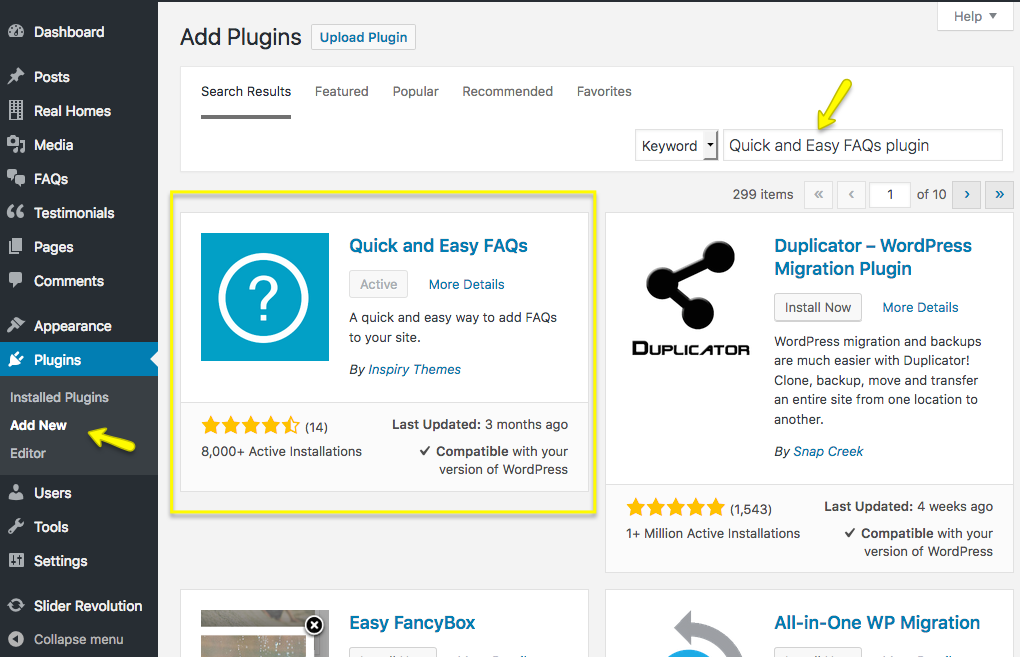 Dashboard
Posts
Real Homes
Media
FAQs
Testimonials
Pages
Comments
Appearance
Plugins
Installed Plugins
Add New
Editor
Users
Tools
Settings
Slider Revolution
Collapse menu
Help
Add Plugins
Upload Plugin
Search Results
Featured
Popular
Recommended
Favorites
Keyword
Quick and Easy FAQs plugin
299 items
«
‹
1
of 10
›
»
Quick and Easy FAQs
Active
More Details
A quick and easy way to add FAQs
to your site.
By Inspiry Themes
(14)
8,000+ Active Installations
Last Updated: 3 months ago
Compatible with your
version of WordPress
?
DUPLICATOR
Duplicator – WordPress
Migration Plugin
Install Now
More Details
WordPress migration and backups
are much easier with Duplicator!
Clone, backup, move and transfer
an entire site from one location to
another.
By Snap Creek
(1,543)
1+ Million Active Installations
Last Updated: 4 weeks ago
Compatible with your
version of WordPress
Easy FancyBox
All-in-One WP Migration